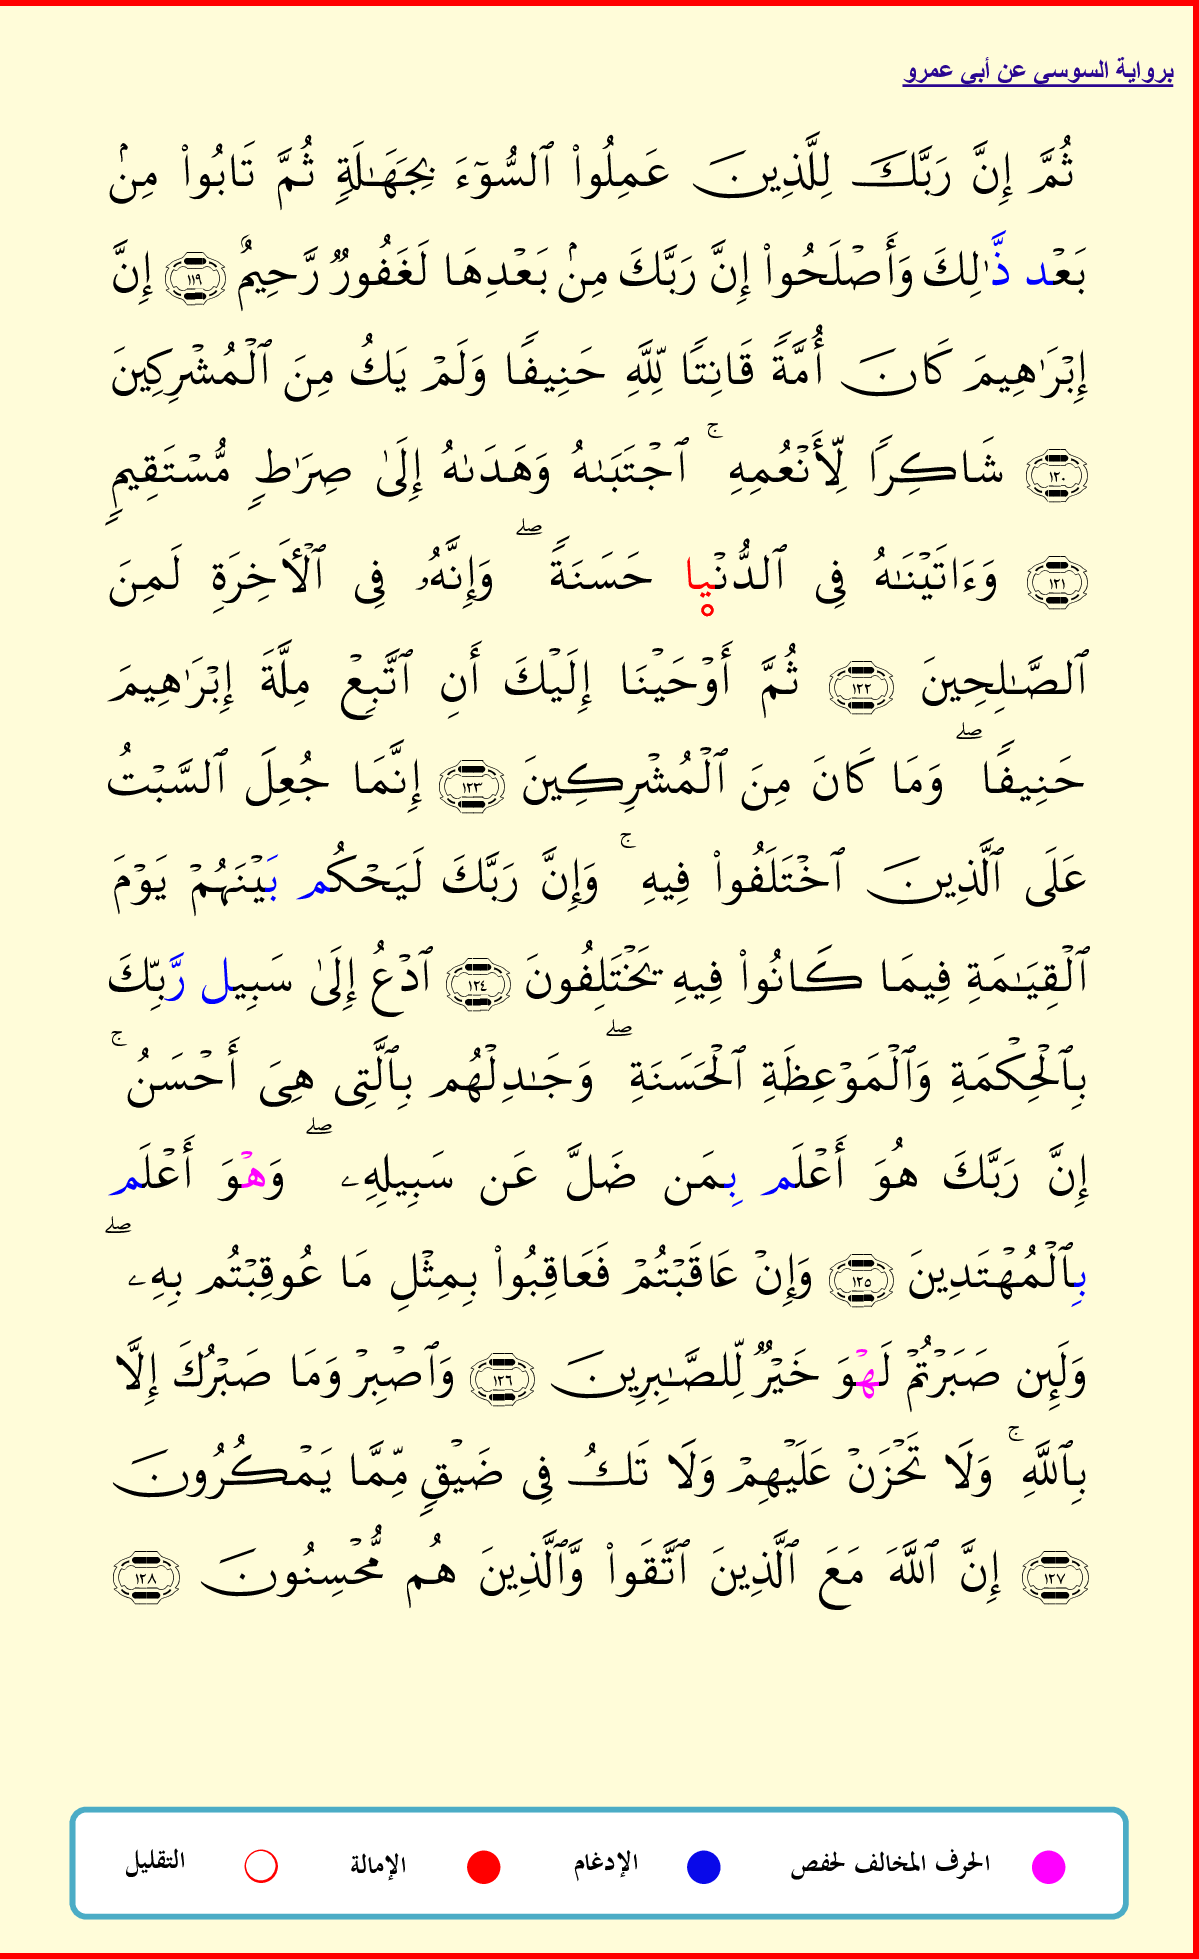 برواية السوسي عن أبي عمرو
ثُمَّ إِنَّ رَبَّكَ لِلَّذِينَ عَمِلُوا۟ ٱلسُّوٓءَ بِجَهَـٰلَةٍ ثُمَّ تَابُوا۟ مِنۢ
بَعْد ذَّٰلِكَ وَأَصْلَحُوا۟ إِنَّ رَبَّكَ مِنۢ بَعْدِهَا لَغَفُورٌ رَّحِيمٌ ١١٩ إِنَّ
إِبْرَٰهِيمَ كَانَ أُمَّةً قَانِتًا لِّلَّهِ حَنِيفًا وَلَمْ يَكُ مِنَ ٱلْمُشْرِكِينَ
١٢٠ شَاكِرًا لِّأَنْعُمِهِ ۚ ٱجْتَبَىٰهُ وَهَدَىٰهُ إِلَىٰ صِرَٰطٍ مُّسْتَقِيمٍ
١٢١ وَءَاتَيْنَـٰهُ فِى ٱلدُّنْيا حَسَنَةً ۖ وَإِنَّهُۥ فِى ٱلْأَخِرَةِ لَمِنَ
ٱلصَّـٰلِحِينَ ١٢٢ ثُمَّ أَوْحَيْنَا إِلَيْكَ أَنِ ٱتَّبِعْ مِلَّةَ إِبْرَٰهِيمَ
حَنِيفًا ۖ وَمَا كَانَ مِنَ ٱلْمُشْرِكِينَ ١٢٣ إِنَّمَا جُعِلَ ٱلسَّبْتُ
عَلَى ٱلَّذِينَ ٱخْتَلَفُوا۟ فِيهِ ۚ وَإِنَّ رَبَّكَ لَيَحْكُم بَيْنَهُمْ يَوْمَ
ٱلْقِيَـٰمَةِ فِيمَا كَانُوا۟ فِيهِ يَخْتَلِفُونَ ١٢٤ ٱدْعُ إِلَىٰ سَبِيل رَّبِّكَ
بِٱلْحِكْمَةِ وَٱلْمَوْعِظَةِ ٱلْحَسَنَةِ ۖ وَجَـٰدِلْهُم بِٱلَّتِى هِىَ أَحْسَنُ ۚ
إِنَّ رَبَّكَ هُوَ أَعْلَم بِمَن ضَلَّ عَن سَبِيلِهِۦ ۖ وَهْوَ أَعْلَم
بِٱلْمُهْتَدِينَ ١٢٥ وَإِنْ عَاقَبْتُمْ فَعَاقِبُوا۟ بِمِثْلِ مَا عُوقِبْتُم بِهِۦ ۖ
وَلَئِن صَبَرْتُمْ لَهْوَ خَيْرٌ لِّلصَّـٰبِرِينَ ١٢٦ وَٱصْبِرْ وَمَا صَبْرُكَ إِلَّا
بِٱللَّهِ ۚ وَلَا تَحْزَنْ عَلَيْهِمْ وَلَا تَكُ فِى ضَيْقٍ مِّمَّا يَمْكُرُونَ
١٢٧ إِنَّ ٱللَّهَ مَعَ ٱلَّذِينَ ٱتَّقَوا۟ وَّٱلَّذِينَ هُم مُّحْسِنُونَ ١٢٨
الحرف المخالف لحفص الإدغام الإمالة التقليل